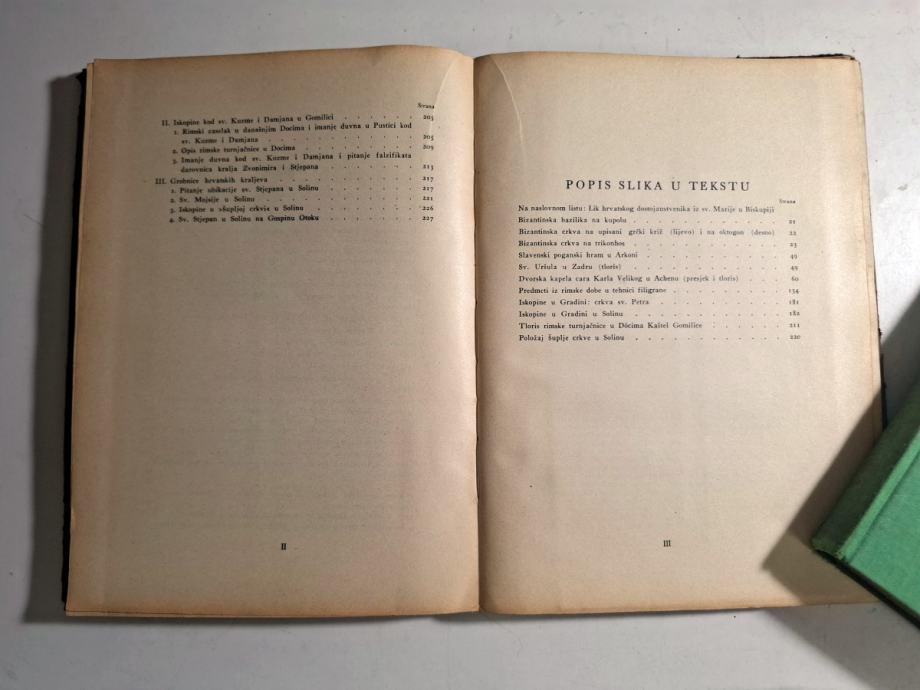 Strana
II. Iskopine kod sv. Kuzme i Damjana u Gomilici . . . . . . 205
1. Rimski zaselak u današnjim Docima i imanje duvna u Pustici kod
sv. Kuzme i Damjana . . . . . . . . . 205
2. Opis rimske turnjačnice u Docima . . . . . . . 209
3. Imanje duvna kod sv. Kuzme i Damjana i pitanje falzifikata
darovnica kralja Zvonimira i Stjepana . . . . . . 213
III. Grobnice hrvatskih kraljeva . . . . . . . . . 217
1. Pitanje ubikacije sv. Stjepana u Solinu . . . . . . 217
2. Sv. Mojsije u Solinu . . . . . . . . . 221
3. Iskopine u »šupljoj crkvi« u Solinu . . . . . . 226
4. Sv. Stjepan u Solinu na Gospinu Otoku . . . . . . 227
II
POPIS SLIKA U TEKSTU
Strana
Na naslovnom listu: Lik hrvatskog dostojanstvenika iz sv. Marije u Biskupiji
Bizantinska bazilika na kupolu . . . . . . . . . 21
Bizantinska crkva na upisani grčki križ (lijevo) i na oktogon (desno) . 22
Bizantinska crkva na trikonhos . . . . . . . . . 23
Slavenski poganski hram u Arkoni . . . . . . . . 49
Sv. Uršula u Zadru (tloris) . . . . . . . . . 49
Dvorska kapela cara Karla Velikog u Achenu (presjek i tloris) . . . 60
Predmeti iz rimske dobe u tehnici filigrane . . . . . . 134
Iskopine u Gradini: crkva sv. Petra . . . . . . . . 181
Iskopine u Gradini u Solinu . . . . . . . . . 182
Tloris rimske turnjačnice u Dòcima Kaštel Gomilice . . . . . 211
Položaj šuplje crkve u Solinu . . . . . . . . . 220
III